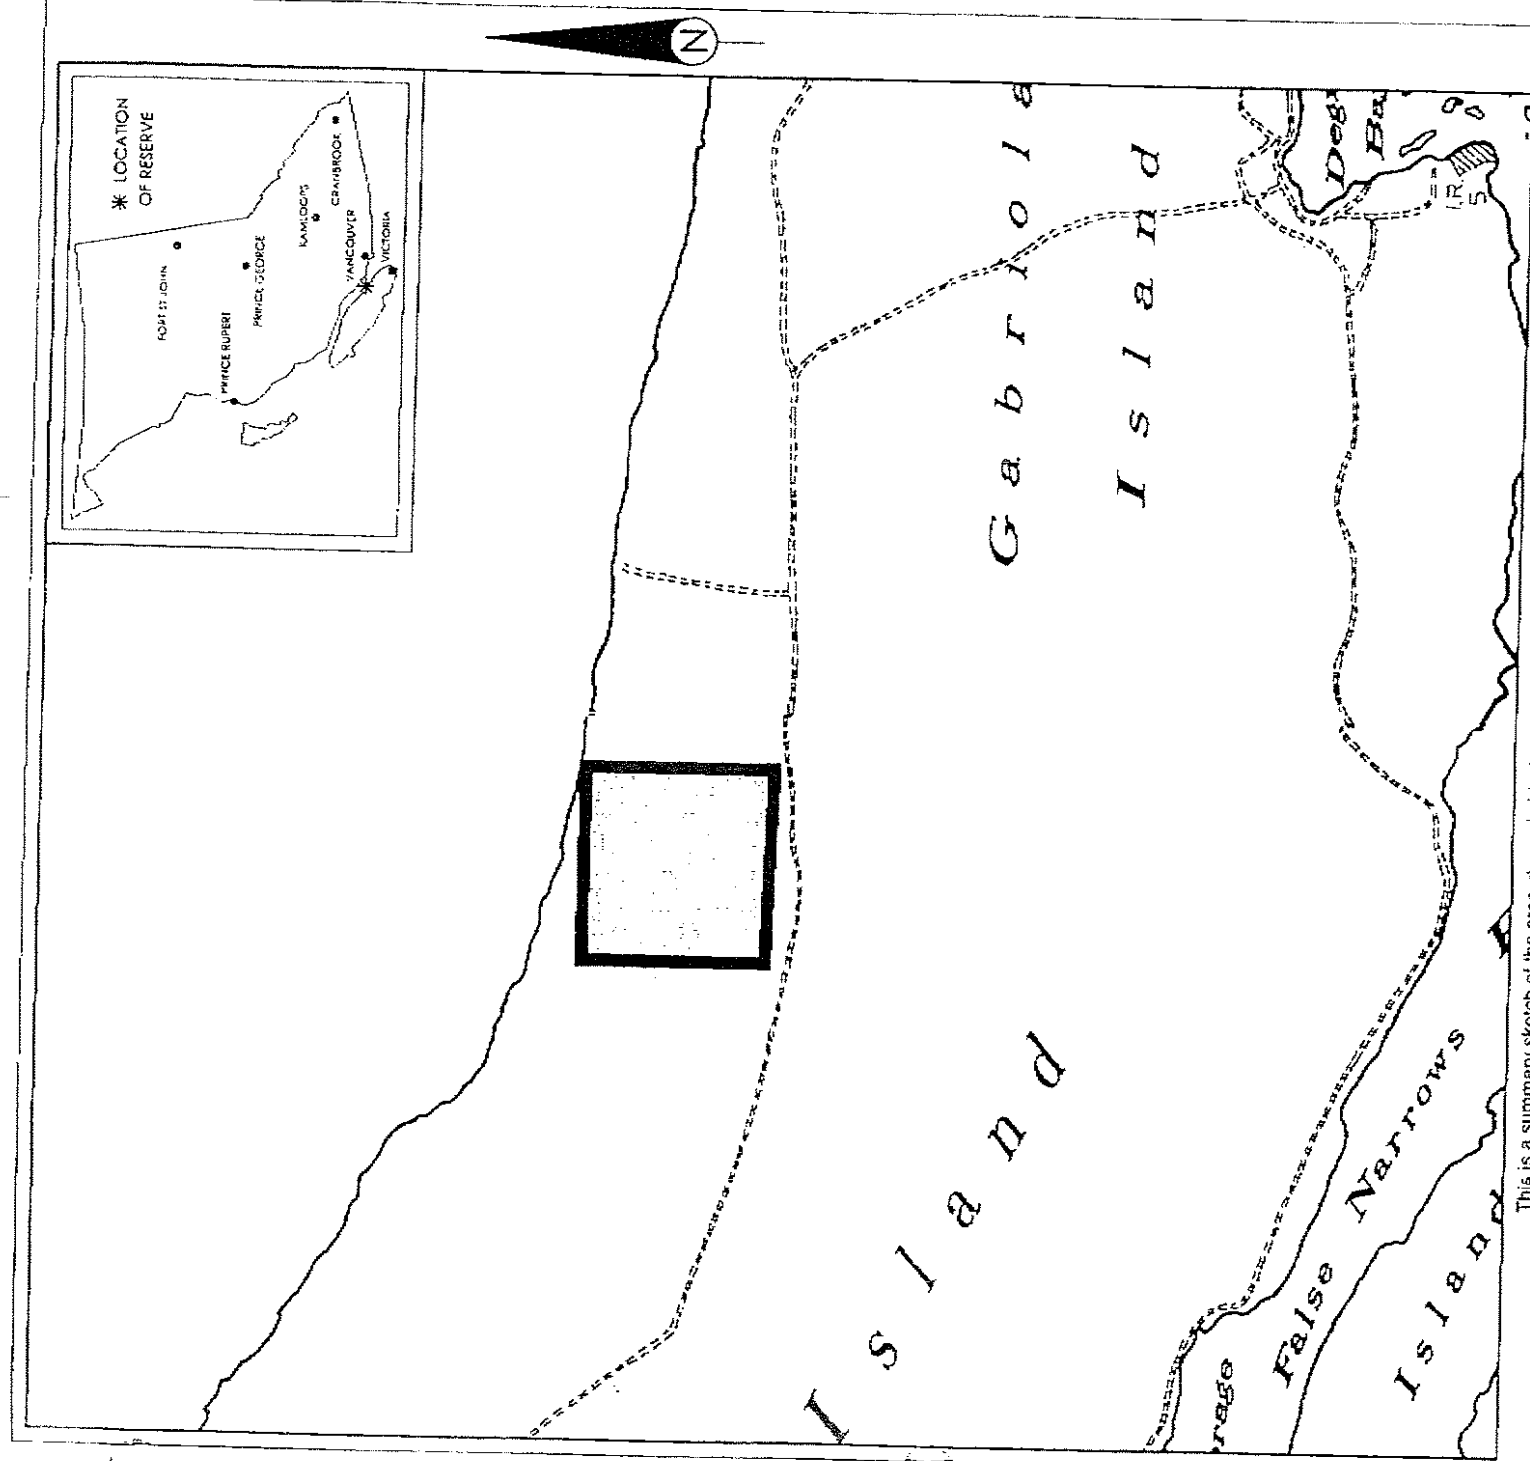 N
LOCATION
OF RESERVE
FORT ST JOHN
PRINCE RUPERT
PRINCE GEORGE
KAMLOOPS
CRANBROOK
VANCOUVER
VICTORIA
Gabriola
Island
I.R.
5
Island
False Narrows
Island